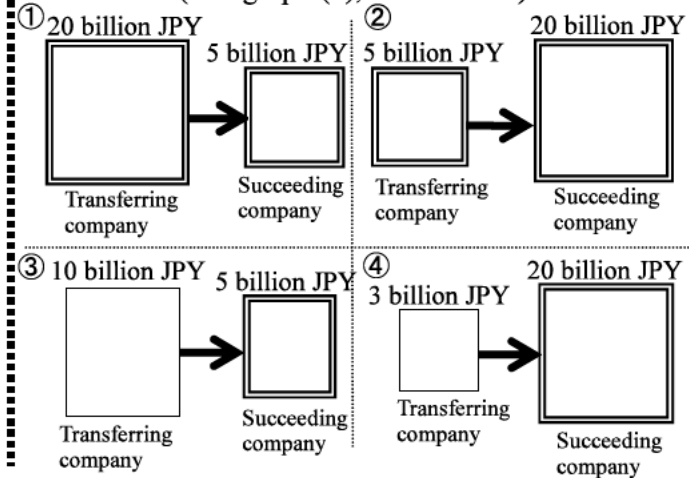 ①
20 billion JPY
5 billion JPY
Transferring
company
Succeeding
company
②
20 billion JPY
5 billion JPY
Transferring
company
Succeeding
company
③ 10 billion JPY
5 billion JPY
Transferring
company
Succeeding
company
④
20 billion JPY
3 billion JPY
Transferring
company
Succeeding
company